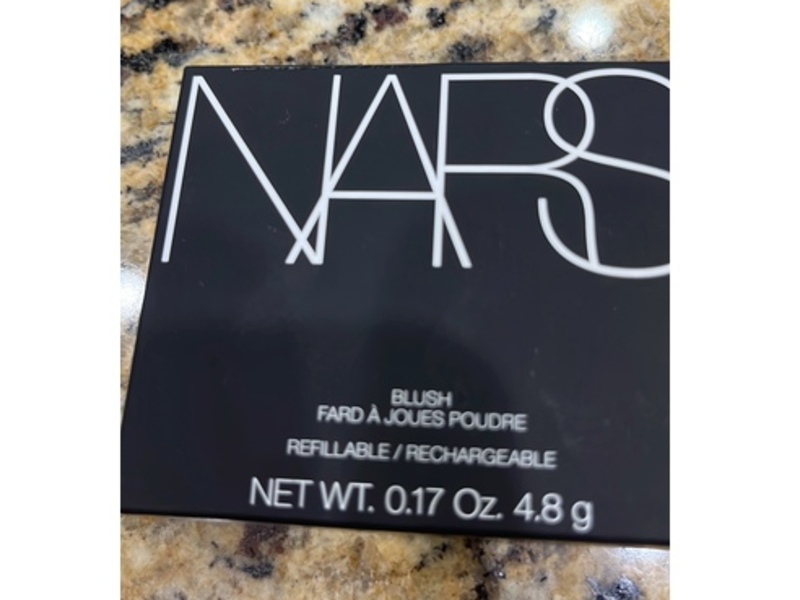 NARS
BLUSH
FARD À JOUES POUDRE
REFILLABLE / RECHARGEABLE
NET WT. 0.17 Oz. 4.8 g